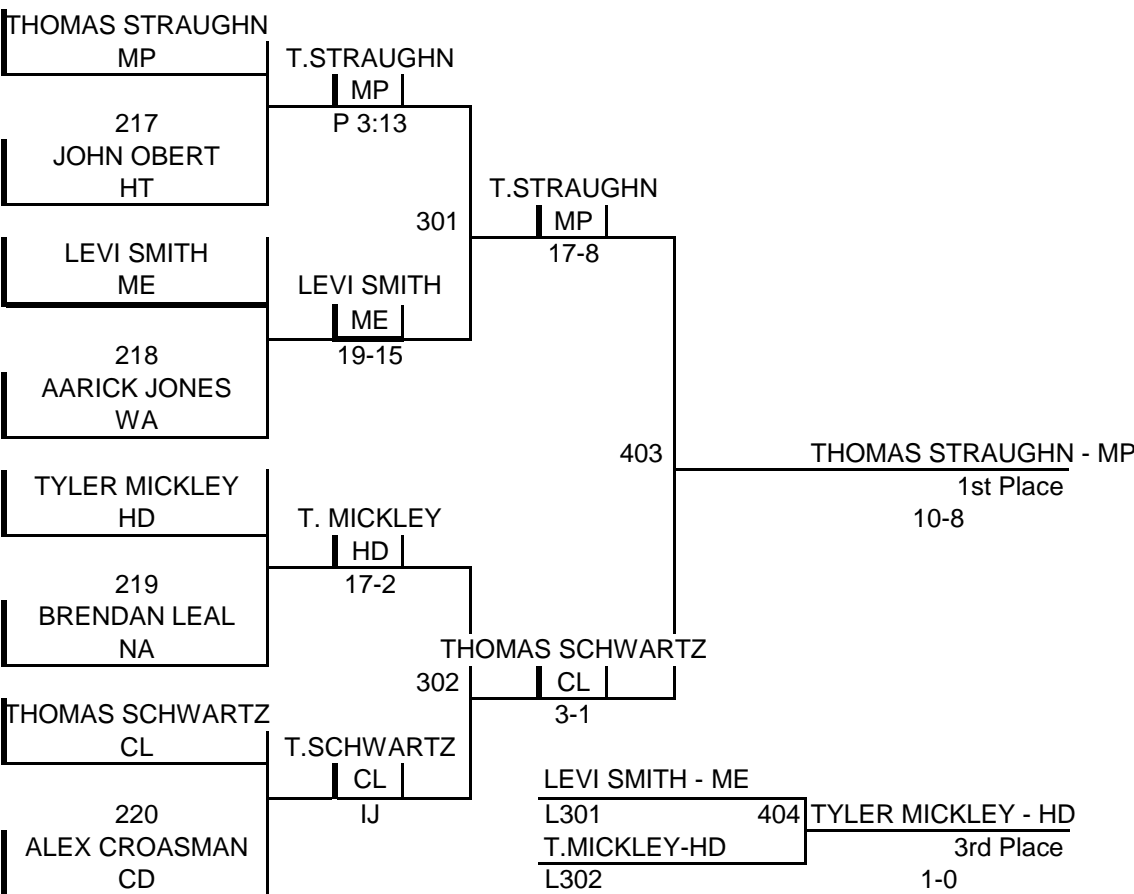 THOMAS STRAUGHN
MP
217
JOHN OBERT
HT
LEVI SMITH
ME
218
AARICK JONES
WA
TYLER MICKLEY
HD
219
BRENDAN LEAL
NA
THOMAS SCHWARTZ
CL
220
ALEX CROASMAN
CD
T.STRAUGHN
MP
P 3:13
301
LEVI SMITH
ME
19-15
T. MICKLEY
HD
17-2
302
T.SCHWARTZ
CL
IJ
T.STRAUGHN
MP
17-8
403
THOMAS SCHWARTZ
CL
3-1
THOMAS STRAUGHN - MP
1st Place
10-8
LEVI SMITH - ME
L301
404
T.MICKLEY-HD
L302
TYLER MICKLEY - HD
3rd Place
1-0